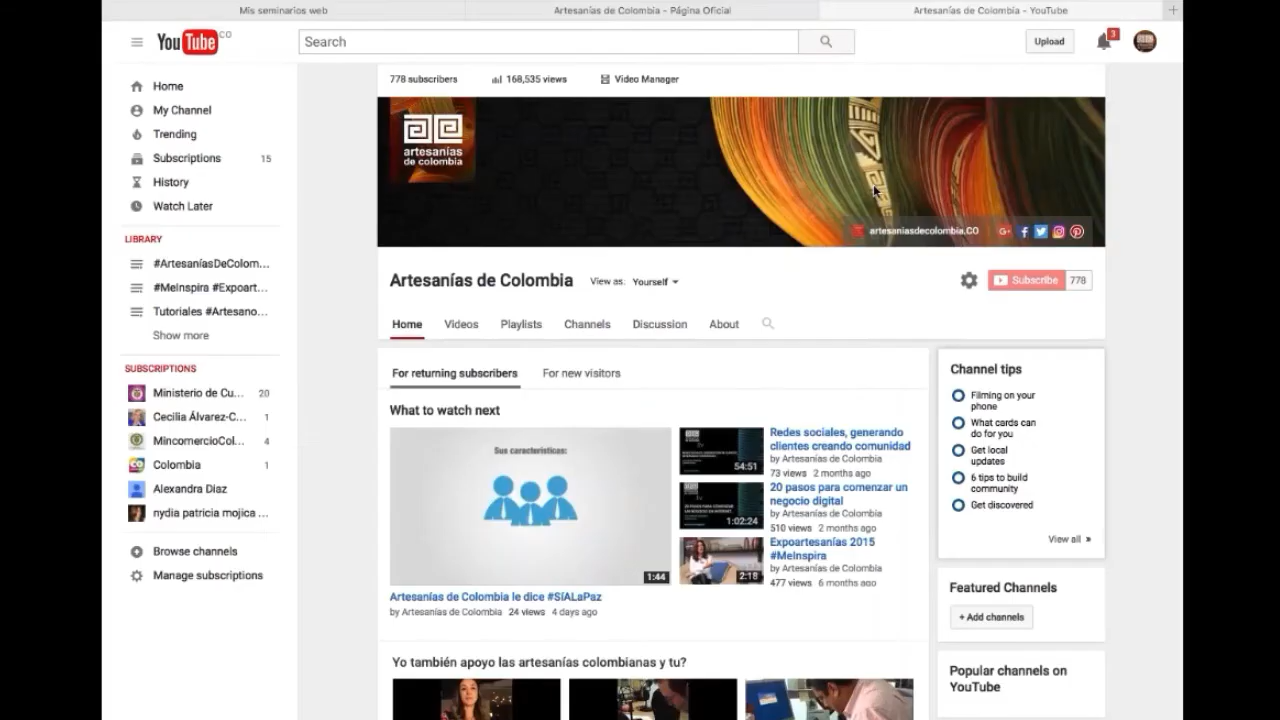 Mis seminarios web
Artesanías de Colombia - Página Oficial
Artesanías de Colombia - YouTube
YouTube CO
Search
Upload
3
Home
My Channel
Trending
Subscriptions 15
History
Watch Later
LIBRARY
#ArtesaníasDeColom...
#MeInspira #Expoart...
Tutoriales #Artesano...
Show more
SUBSCRIPTIONS
Ministerio de Cu... 20
Cecilia Álvarez-C... 1
MincomercioCol... 4
Colombia 1
Alexandra Diaz
nydia patricia mojica ...
Browse channels
Manage subscriptions
778 subscribers
168,535 views
Video Manager
artesanías
de colombia
artesaniasdecolombia.CO
Artesanías de Colombia
View as: Yourself
Subscribe 778
Home
Videos
Playlists
Channels
Discussion
About
For returning subscribers
For new visitors
What to watch next
Sus características:
1:44
Artesanías de Colombia le dice #SíALaPaz
by Artesanías de Colombia 24 views 4 days ago
54:51
Redes sociales, generando
clientes creando comunidad
by Artesanías de Colombia
73 views 2 months ago
1:02:24
20 pasos para comenzar un
negocio digital
by Artesanías de Colombia
510 views 2 months ago
2:18
Expoartesanías 2015
#MeInspira
by Artesanías de Colombia
477 views 6 months ago
Yo también apoyo las artesanías colombianas y tu?
Channel tips
Filming on your
phone
What cards can
do for you
Get local
updates
6 tips to build
community
Get discovered
View all »
Featured Channels
+ Add channels
Popular channels on
YouTube